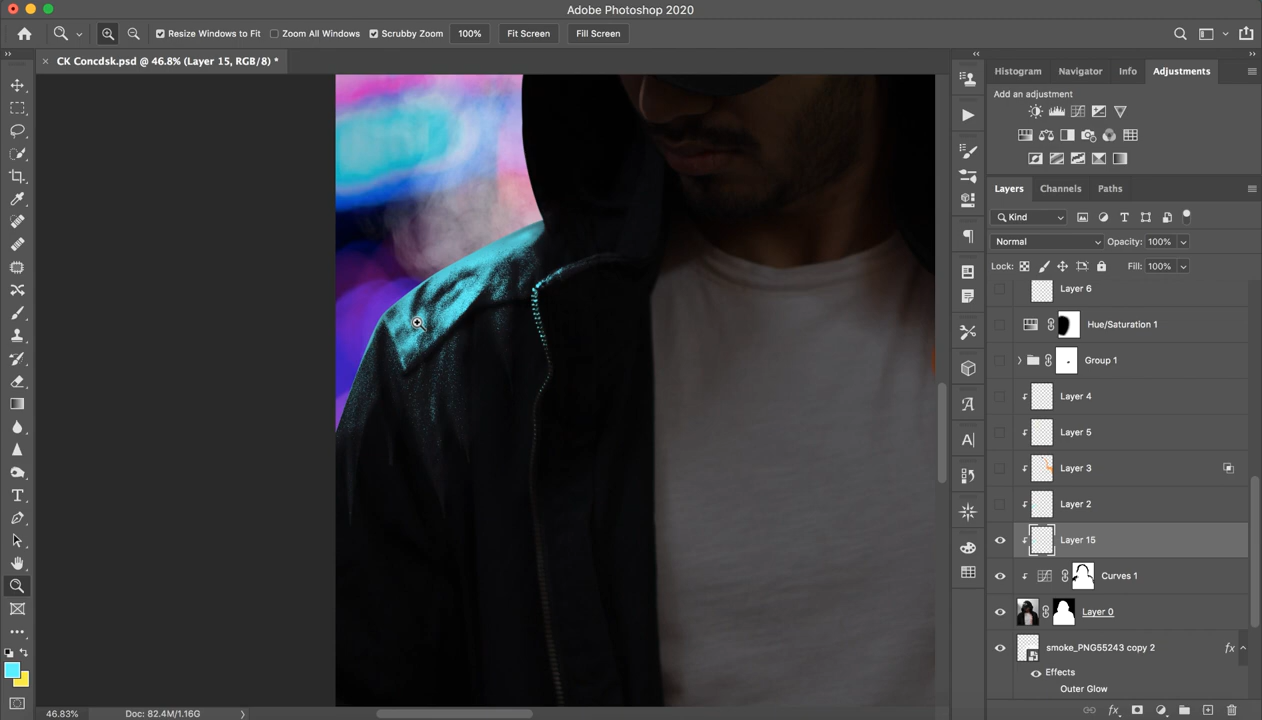 Adobe Photoshop 2020
Resize Windows to Fit Zoom All Windows Scrubby Zoom 100% Fit Screen Fill Screen
CK Concdsk.psd @ 46.8% (Layer 15, RGB/8) *
Histogram Navigator Info Adjustments
Add an adjustment
Layers Channels Paths
Kind
Normal Opacity: 100%
Lock: Fill: 100%
Layer 6
Hue/Saturation 1
Group 1
Layer 4
Layer 5
Layer 3
Layer 2
Layer 15
Curves 1
Layer 0
smoke_PNG55243 copy 2 fx
Effects
Outer Glow
46.83% Doc: 82.4M/1.16G